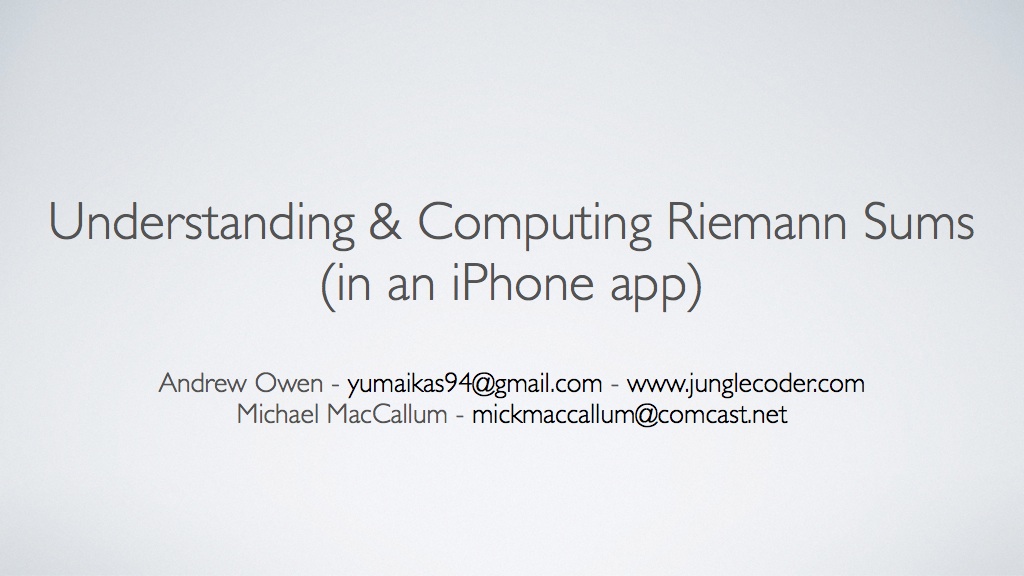 Understanding & Computing Riemann Sums
(in an iPhone app)
Andrew Owen - yumaikas94@gmail.com - www.junglecoder.com
Michael MacCallum - mickmaccallum@comcast.net